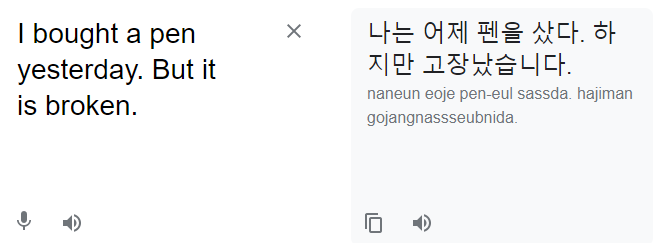 I bought a pen
yesterday. But it
is broken.
나는 어제 펜을 샀다. 하
지만 고장났습니다.
naneun eoje pen-eul sassda. hajiman
gojangnassseubnida.